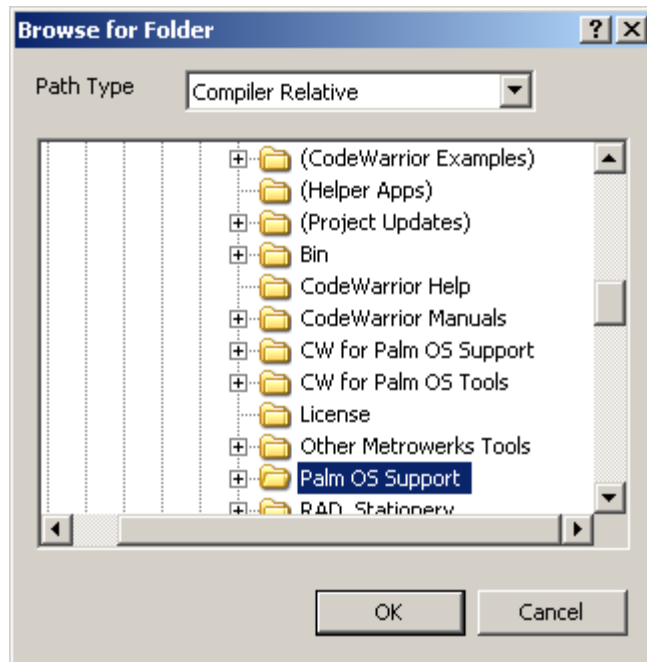 Browse for Folder
Path Type Compiler Relative
(CodeWarrior Examples)
(Helper Apps)
(Project Updates)
Bin
CodeWarrior Help
CodeWarrior Manuals
CW for Palm OS Support
CW for Palm OS Tools
License
Other Metrowerks Tools
Palm OS Support
RAD_Stationery
OK Cancel